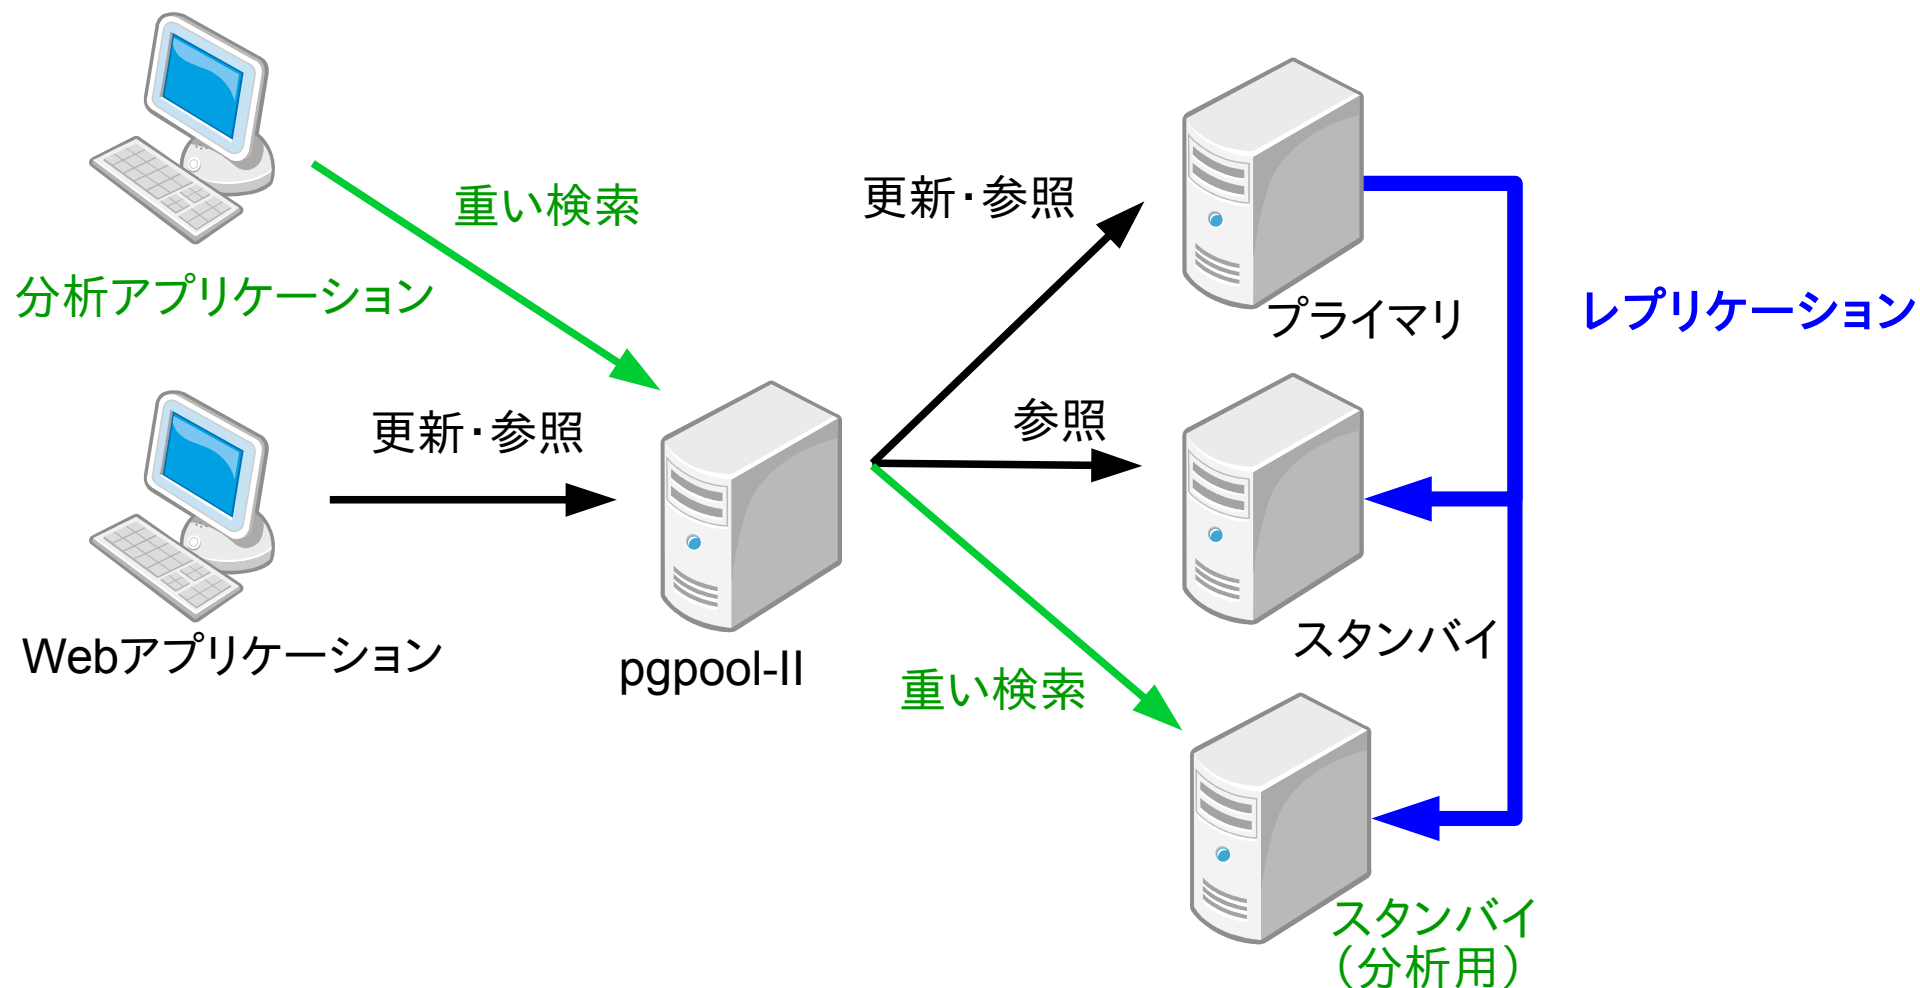 重い検索
分析アプリケーション
更新・参照
Webアプリケーション
pgpool-II
更新・参照
プライマリ
レプリケーション
参照
スタンバイ
重い検索
スタンバイ
（分析用）